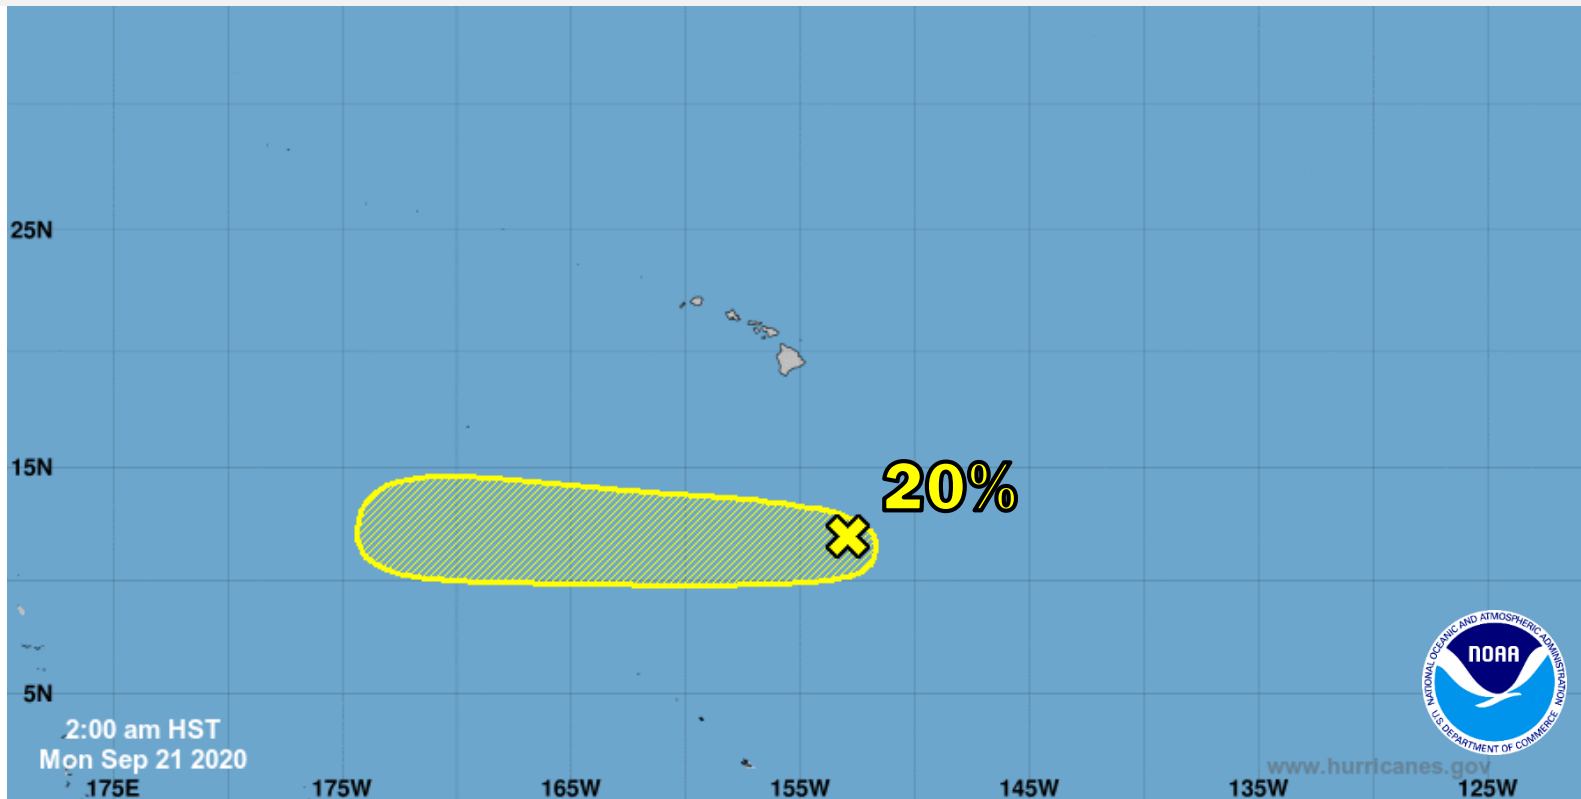 25N
15N
20%
5N
2:00 am HST
Mon Sep 21 2020
NATIONAL OCEANIC AND ATMOSPHERIC ADMINISTRATION
NOAA
U.S. DEPARTMENT OF COMMERCE
www.hurricanes.gov
175E 175W 165W 155W 145W 135W 125W